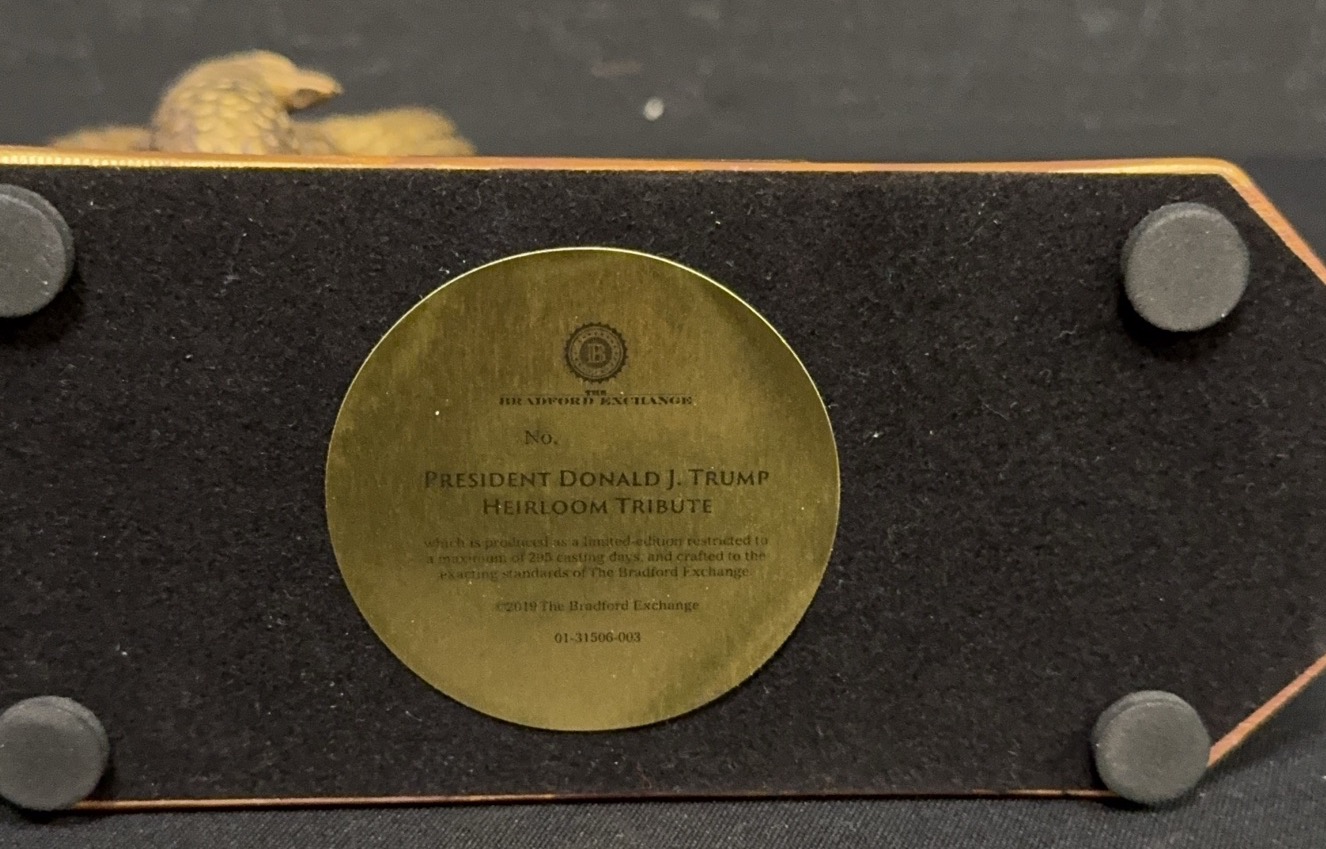 B
THE
BRADFORD EXCHANGE
No.
PRESIDENT DONALD J. TRUMP
HEIRLOOM TRIBUTE
which is produced as a limited-edition restricted to
a maximum of 295 casting days, and crafted to the
exacting standards of The Bradford Exchange.
©2019 The Bradford Exchange
01-31506-003